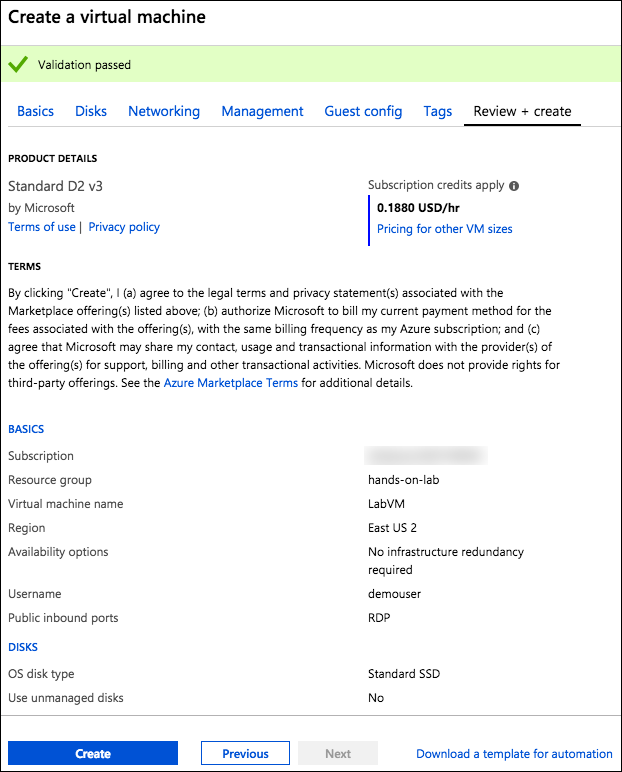 Create a virtual machine
Validation passed
Basics Disks Networking Management Guest config Tags Review + create
PRODUCT DETAILS
Standard D2 v3
by Microsoft
Terms of use | Privacy policy
Subscription credits apply
0.1880 USD/hr
Pricing for other VM sizes
TERMS
By clicking "Create", I (a) agree to the legal terms and privacy statement(s) associated with the
Marketplace offering(s) listed above; (b) authorize Microsoft to bill my current payment method for the
fees associated with the offering(s), with the same billing frequency as my Azure subscription; and (c)
agree that Microsoft may share my contact, usage and transactional information with the provider(s) of
the offering(s) for support, billing and other transactional activities. Microsoft does not provide rights for
third-party offerings. See the Azure Marketplace Terms for additional details.
BASICS
Subscription
Resource group hands-on-lab
Virtual machine name LabVM
Region East US 2
Availability options No infrastructure redundancy
required
Username demouser
Public inbound ports RDP
DISKS
OS disk type Standard SSD
Use unmanaged disks No
Create Previous Next Download a template for automation